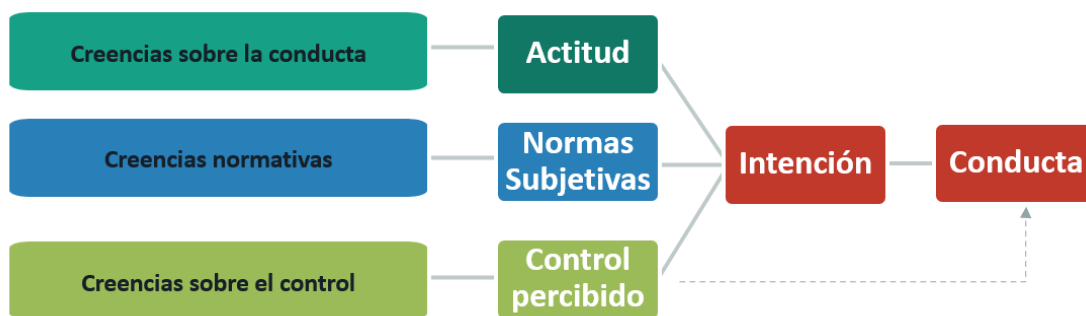 Creencias sobre la conducta
Actitud
Creencias normativas
Normas
Subjetivas
Intención
Conducta
Creencias sobre el control
Control
percibido